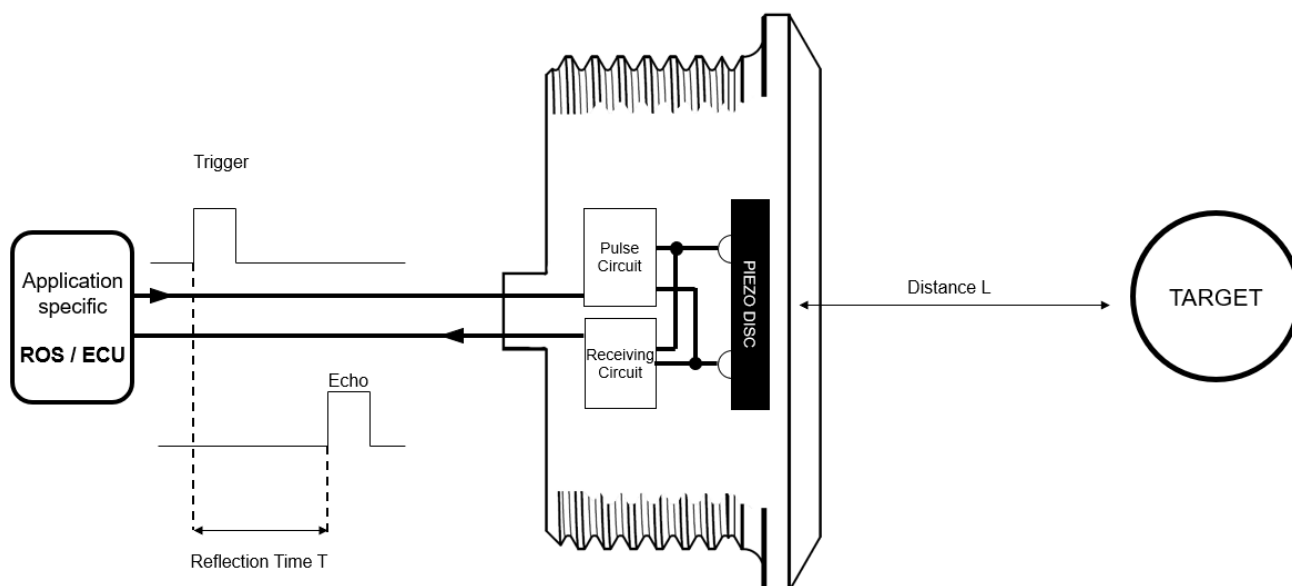 Trigger
Application
specific
ROS / ECU
Pulse
Circuit
Receiving
Circuit
PIEZO DISC
Distance L
TARGET
Echo
Reflection Time T